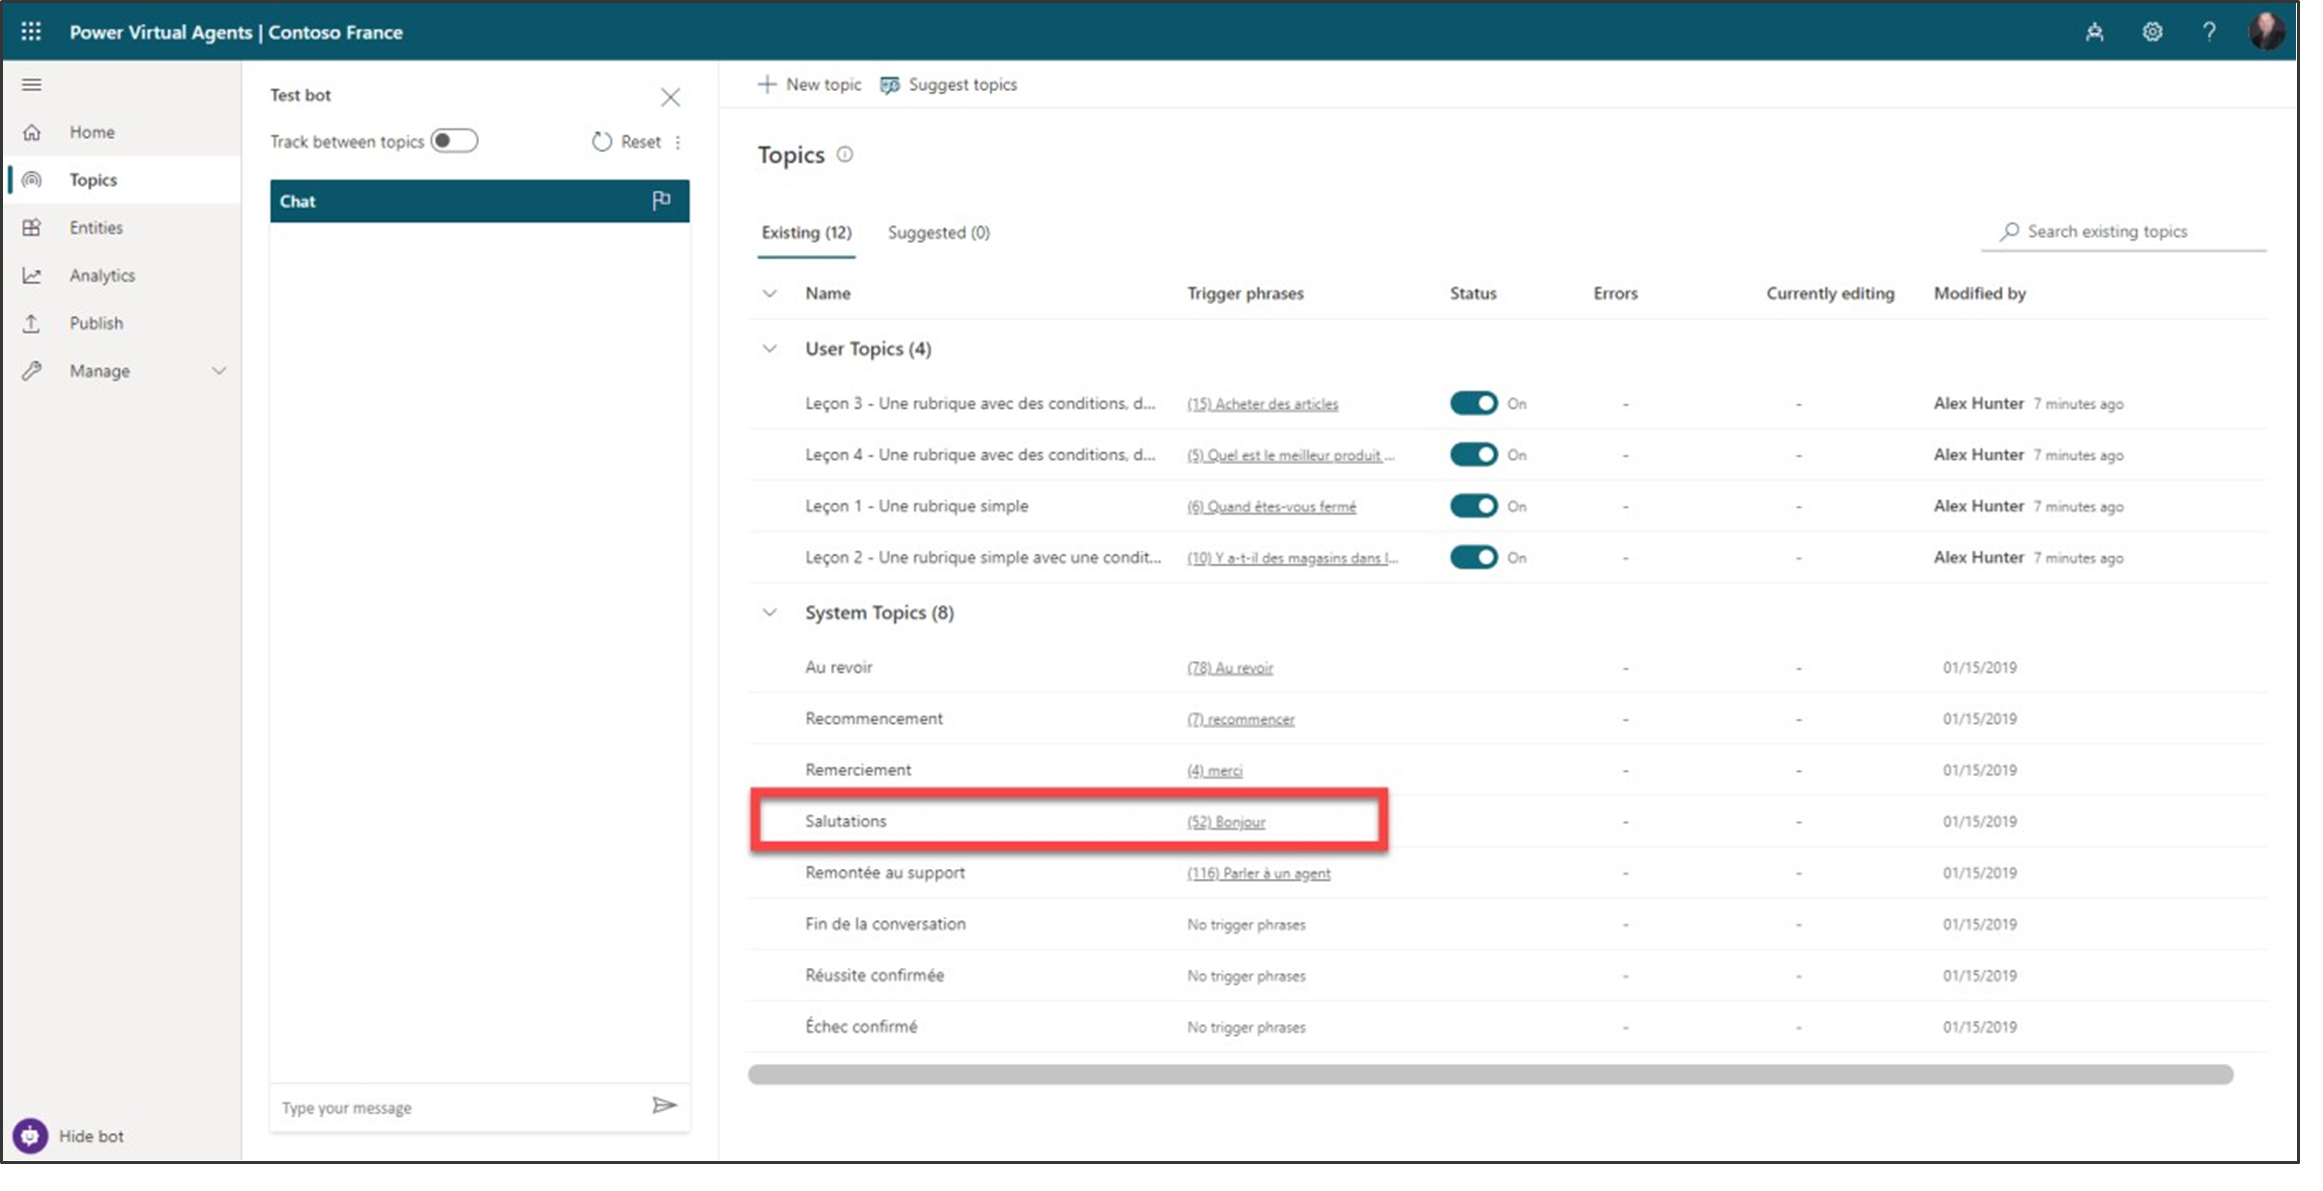 Power Virtual Agents | Contoso France
Home
Topics
Entities
Analytics
Publish
Manage
Hide bot
Test bot
Track between topics
Reset
Chat
Type your message
New topic
Suggest topics
Topics
Existing (12)
Suggested (0)
Search existing topics
Name Trigger phrases Status Errors Currently editing Modified by
User Topics (4)
Leçon 3 - Une rubrique avec des conditions, d... (15) Acheter des articles On - - Alex Hunter 7 minutes ago
Leçon 4 - Une rubrique avec des conditions, d... (5) Quel est le meilleur produit ... On - - Alex Hunter 7 minutes ago
Leçon 1 - Une rubrique simple (6) Quand êtes-vous fermé On - - Alex Hunter 7 minutes ago
Leçon 2 - Une rubrique simple avec une condit... (10) Y a-t-il des magasins dans l... On - - Alex Hunter 7 minutes ago
System Topics (8)
Au revoir (78) Au revoir - - 01/15/2019
Recommencement (7) recommencer - - 01/15/2019
Remerciement (4) merci - - 01/15/2019
Salutations (52) Bonjour - - 01/15/2019
Remontée au support (116) Parler à un agent - - 01/15/2019
Fin de la conversation No trigger phrases - - 01/15/2019
Réussite confirmée No trigger phrases - - 01/15/2019
Échec confirmé No trigger phrases - - 01/15/2019